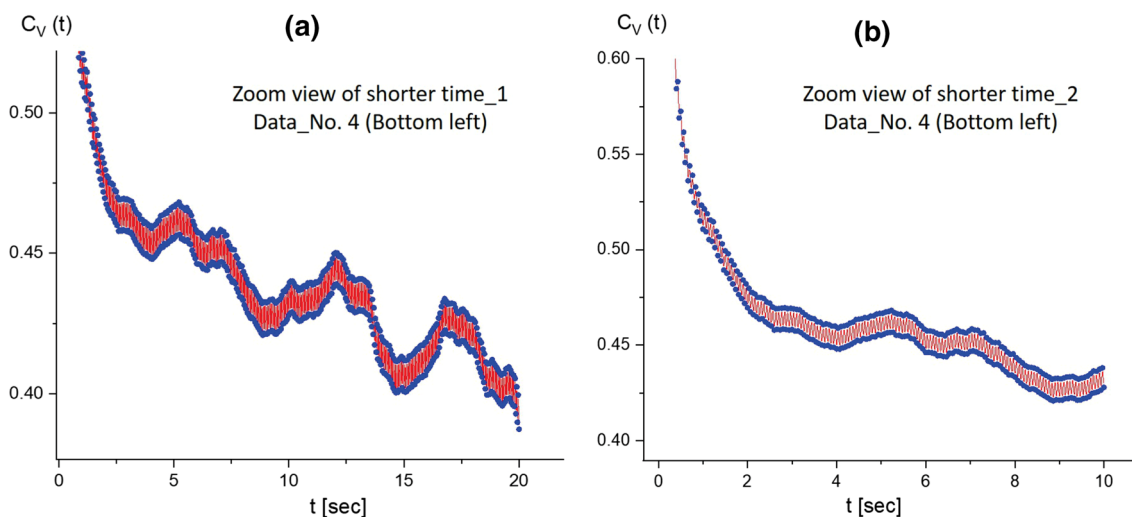 C_V (t)
(a)
Zoom view of shorter time_1
Data_No. 4 (Bottom left)
0.50
0.45
0.40
0 5 10 15 20
t [sec]
C_V (t)
(b)
0.60
Zoom view of shorter time_2
Data_No. 4 (Bottom left)
0.55
0.50
0.45
0.40
0 2 4 6 8 10
t [sec]